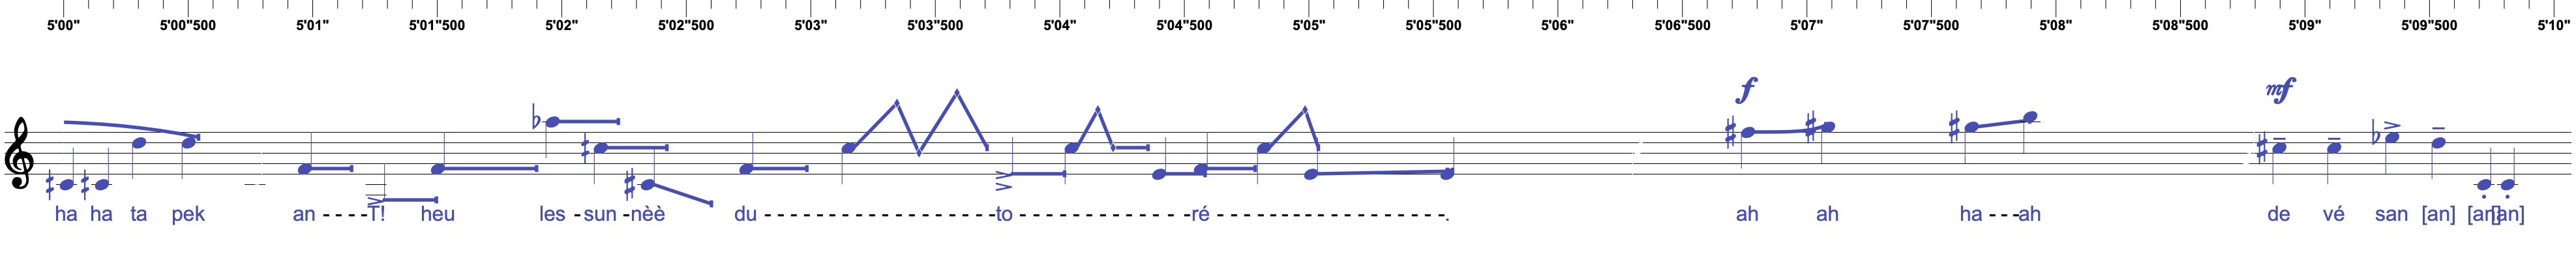 5'00" 5'00"500 5'01" 5'01"500 5'02" 5'02"500 5'03" 5'03"500 5'04" 5'04"500 5'05" 5'05"500 5'06" 5'06"500 5'07" 5'07"500 5'08" 5'08"500 5'09" 5'09"500 5'10"
f mf
ha ha ta pek an ----T! heu les -sun -nèè du ------------------------to ------------------ré ------------------------. ah ah ha ---ah de vé san [an] [an][an]